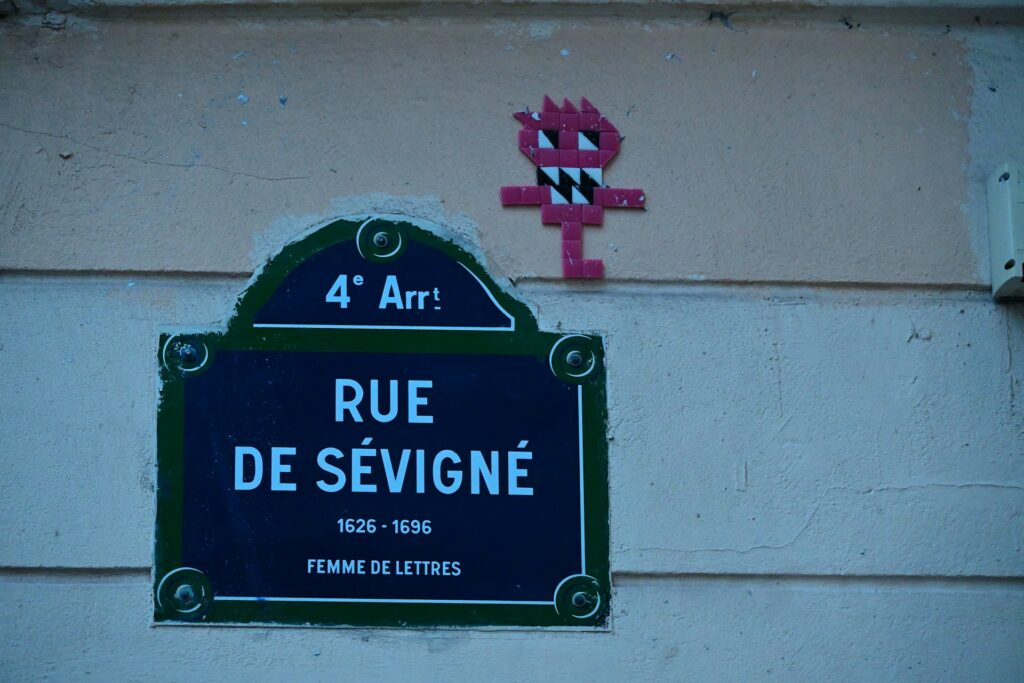 4e Arrt
RUE
DE SÉVIGNÉ
1626 - 1696
FEMME DE LETTRES